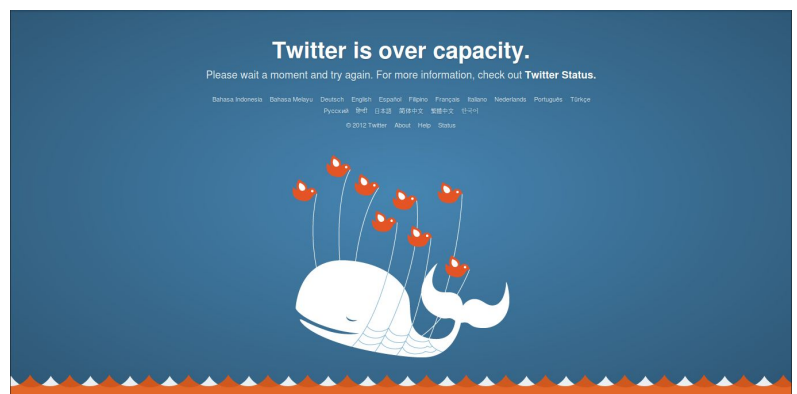 Twitter is over capacity.
Please wait a moment and try again. For more information, check out Twitter Status.
Bahasa Indonesia Bahasa Melayu Deutsch English Español Filipino Français Italiano Nederlands Português Türkçe
Русский हिन्दी 日本語 简体中文 繁體中文 한국어
© 2012 Twitter About Help Status